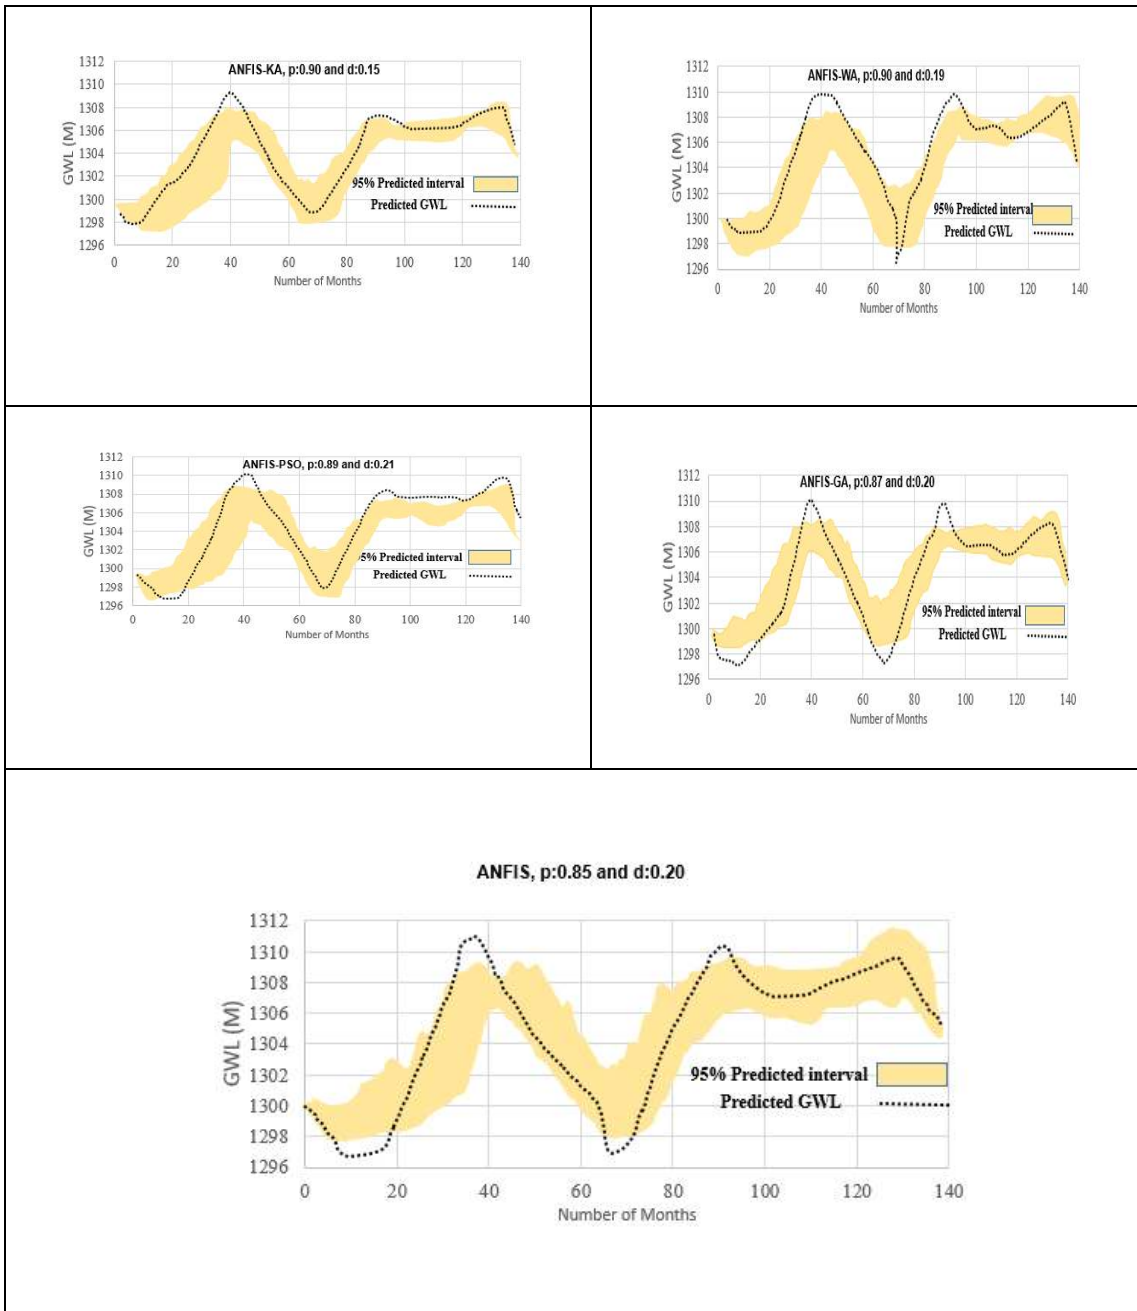 ANFIS-KA, p:0.90 and d:0.15
1312
1310
1308
1306
1304
1300
1298
1296
GWL (M)
95% Predicted interval
Predicted GWL
0 20 40 60 80 100 120 140
Number of Months
ANFIS-WA, p:0.90 and d:0.19
1312
1310
1308
1306
1304
1302
1300
1298
1296
GWL (M)
95% Predicted interval
Predicted GWL
0 20 40 60 80 100 120 140
Number of Months
ANFIS-PSO, p:0.89 and d:0.21
1312
1310
1308
1306
1304
1302
1300
1298
1296
GWL (M)
5% Predicted interval
Predicted GWL
0 20 40 60 80 100 120 140
Number of Months
ANFIS-GA, p:0.87 and d:0.20
1312
1310
1308
1306
1304
1302
1300
1298
1296
GWL (M)
95% Predicted interval
Predicted GWL
0 20 40 60 80 100 120 140
Number of Months
ANFIS, p:0.85 and d:0.20
1312
1310
1308
1306
1304
1302
1300
1298
1296
GWL (M)
95% Predicted interval
Predicted GWL
0 20 40 60 80 100 120 140
Number of Months